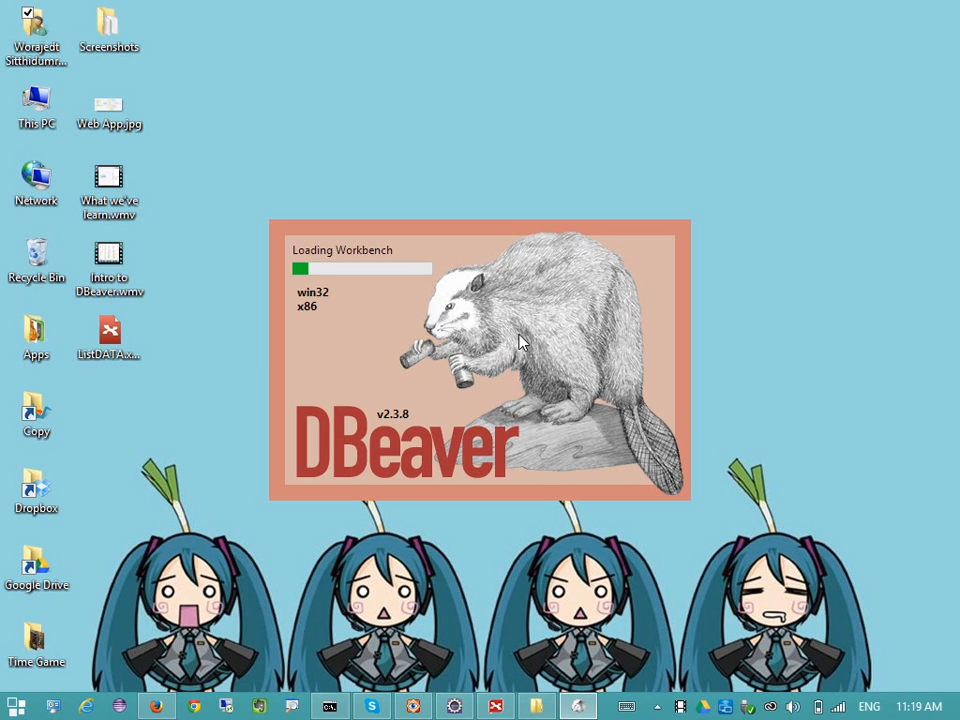 Worajedt
Sitthidumr...
Screenshots
This PC
Web App.jpg
Network
What we've
learn.wmv
Recycle Bin
Intro to
DBeaver.wmv
Apps
ListDATA.x...
Copy
Dropbox
Google Drive
Time Game
Loading Workbench
win32
x86
v2.3.8
DBeaver
ENG
11:19 AM